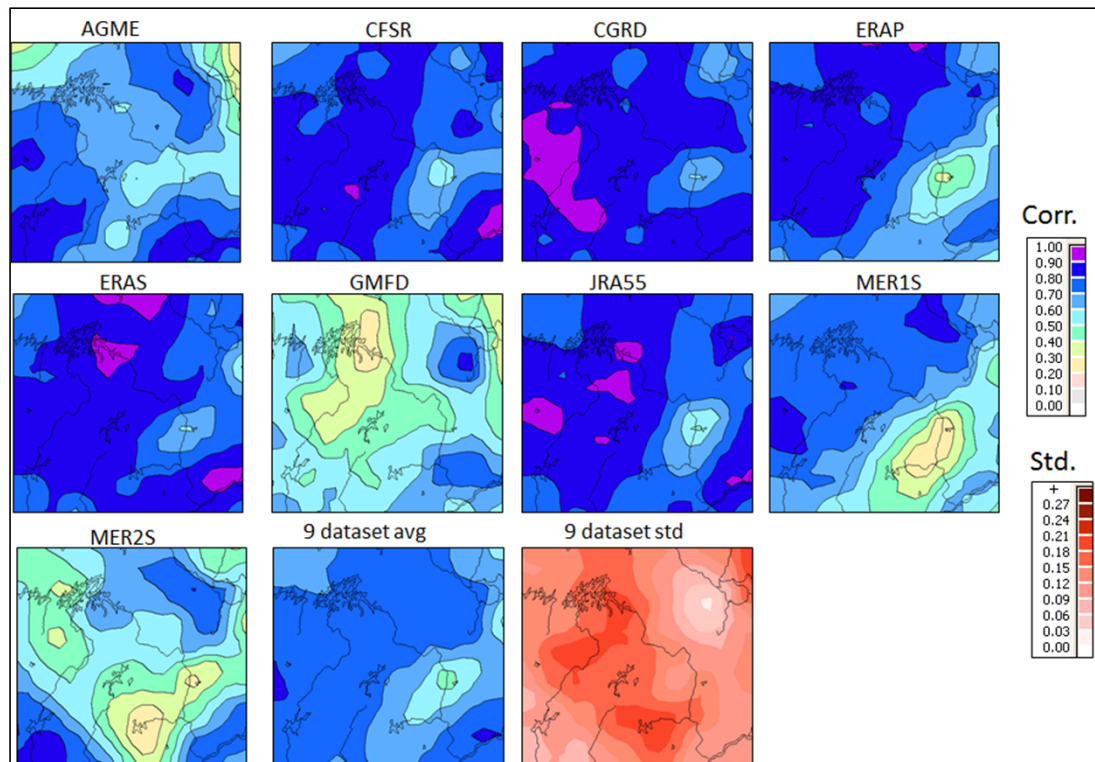 AGME
CFSR
CGRD
ERAP
ERAS
GMFD
JRA55
MER1S
MER2S
9 dataset avg
9 dataset std
Corr.
1.00
0.90
0.80
0.70
0.60
0.50
0.40
0.30
0.20
0.10
0.00
Std.
+
0.27
0.24
0.21
0.18
0.15
0.12
0.09
0.06
0.03
0.00